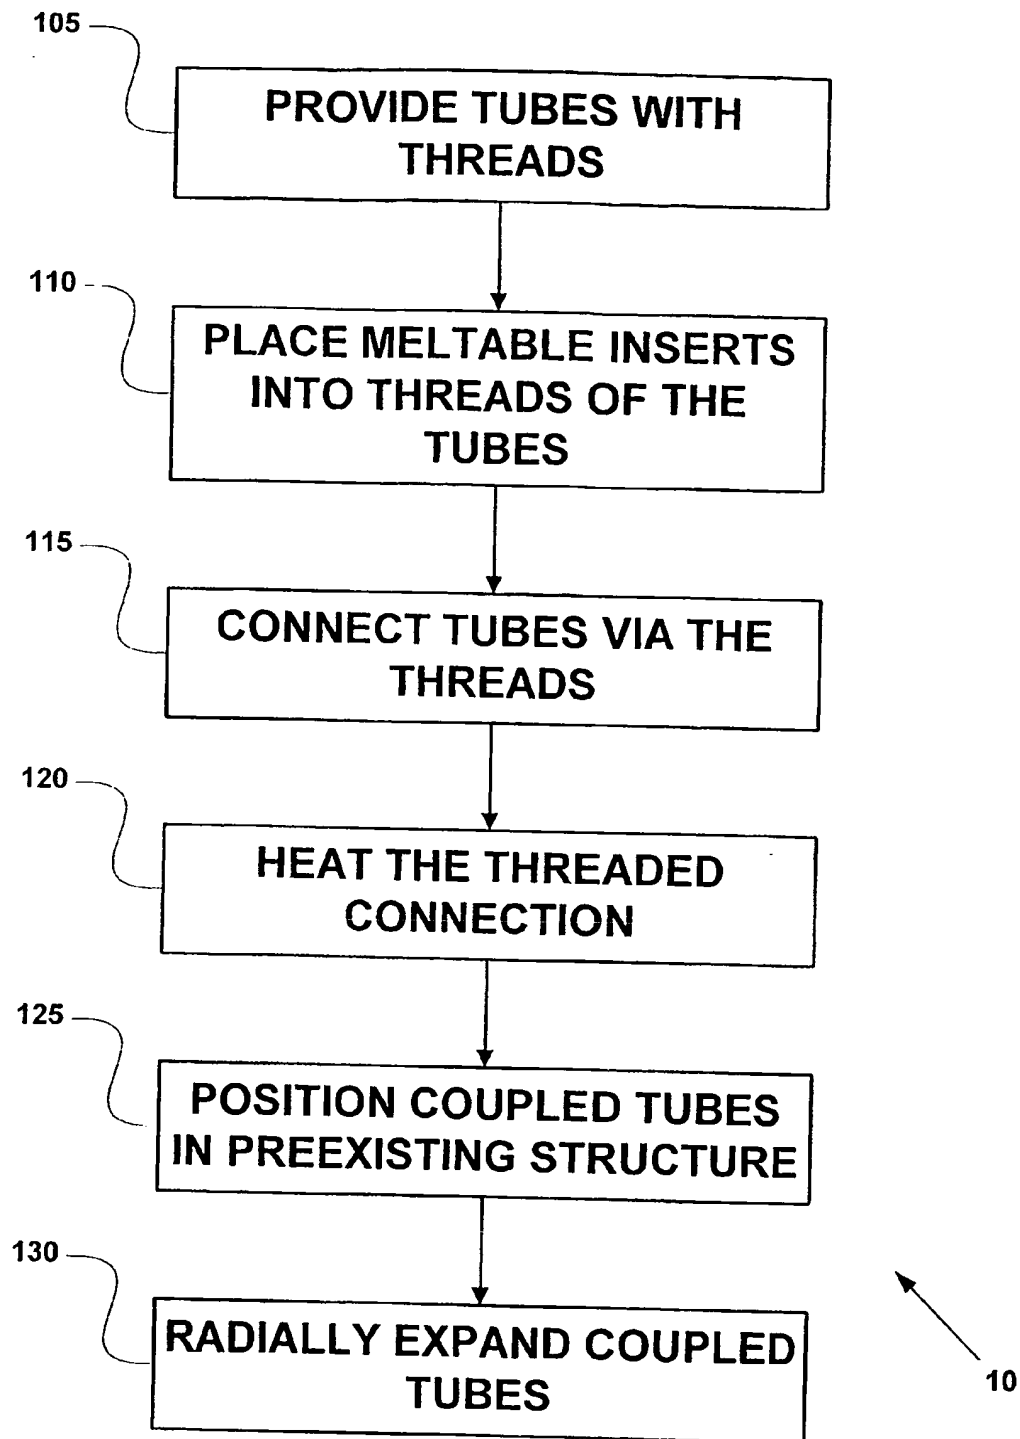 105
PROVIDE TUBES WITH
THREADS
110
PLACE MELTABLE INSERTS
INTO THREADS OF THE
TUBES
115
CONNECT TUBES VIA THE
THREADS
120
HEAT THE THREADED
CONNECTION
125
POSITION COUPLED TUBES
IN PREEXISTING STRUCTURE
130
RADIALLY EXPAND COUPLED
TUBES
10